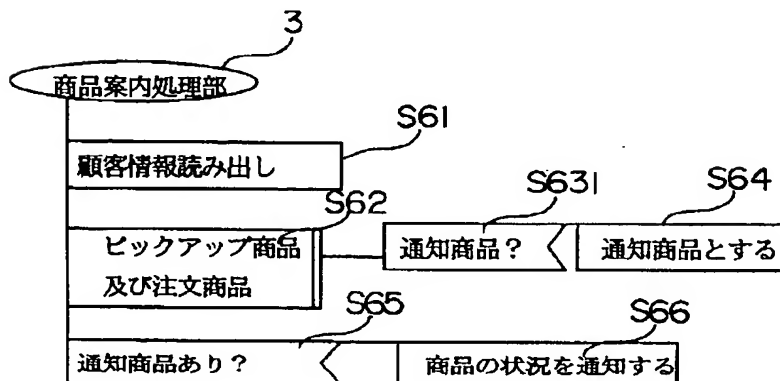 3
商品案内処理部
S61
顧客情報読み出し
S62
ピックアップ商品
及び注文商品
S631
通知商品？
S64
通知商品とする
S65
通知商品あり？
S66
商品の状況を通知する